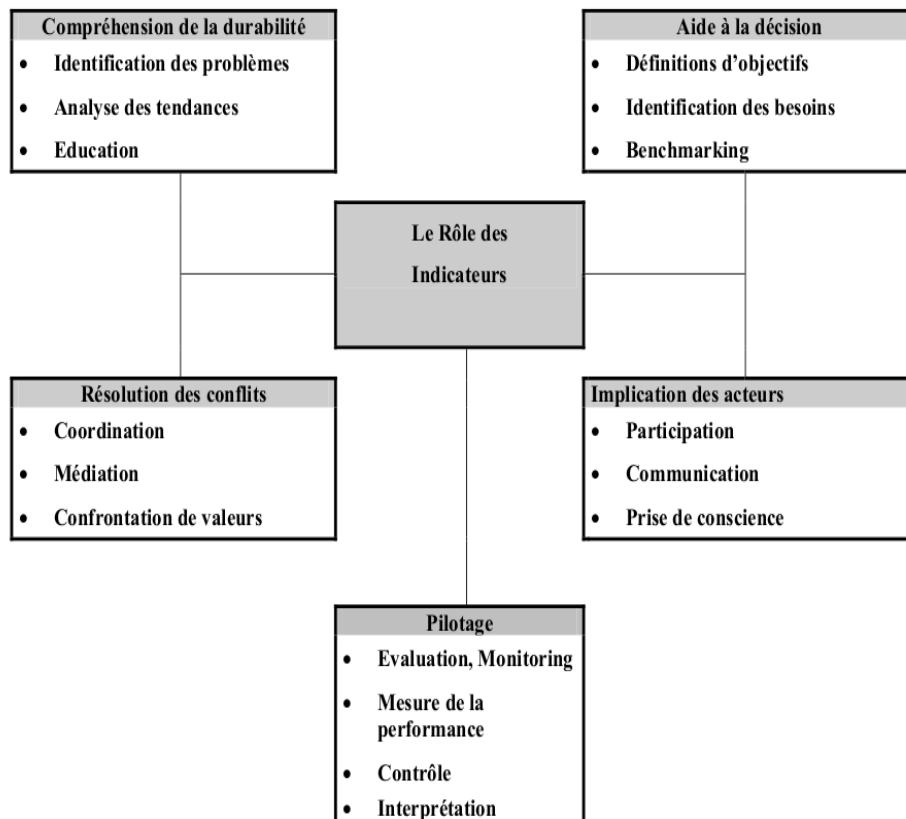 Compréhension de la durabilité
• Identification des problèmes
• Analyse des tendances
• Education
Aide à la décision
• Définitions d’objectifs
• Identification des besoins
• Benchmarking
Le Rôle des
Indicateurs
Résolution des conflits
• Coordination
• Médiation
• Confrontation de valeurs
Implication des acteurs
• Participation
• Communication
• Prise de conscience
Pilotage
• Evaluation, Monitoring
• Mesure de la
performance
• Contrôle
• Interprétation